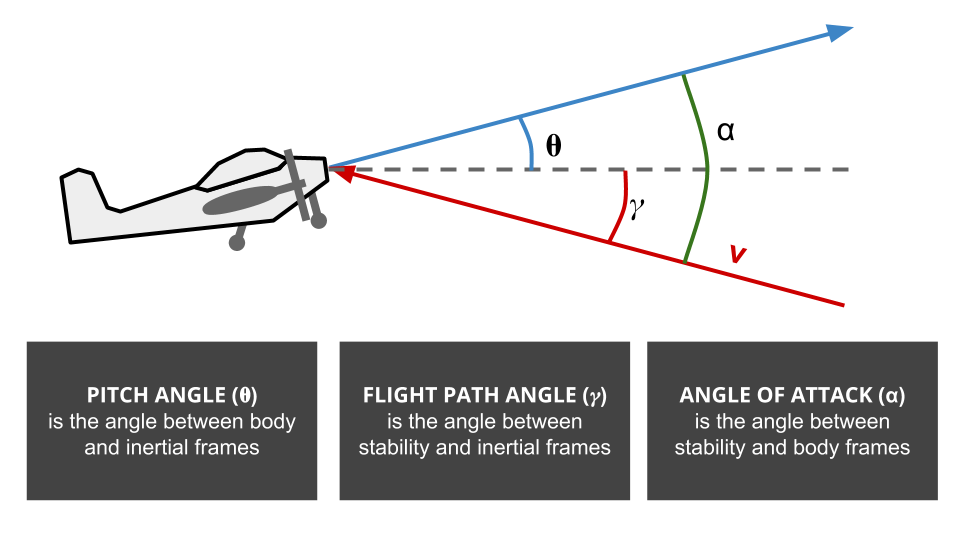 α
θ
γ
v
PITCH ANGLE (θ)
is the angle between body
and inertial frames
FLIGHT PATH ANGLE (γ)
is the angle between
stability and inertial frames
ANGLE OF ATTACK (α)
is the angle between
stability and body frames